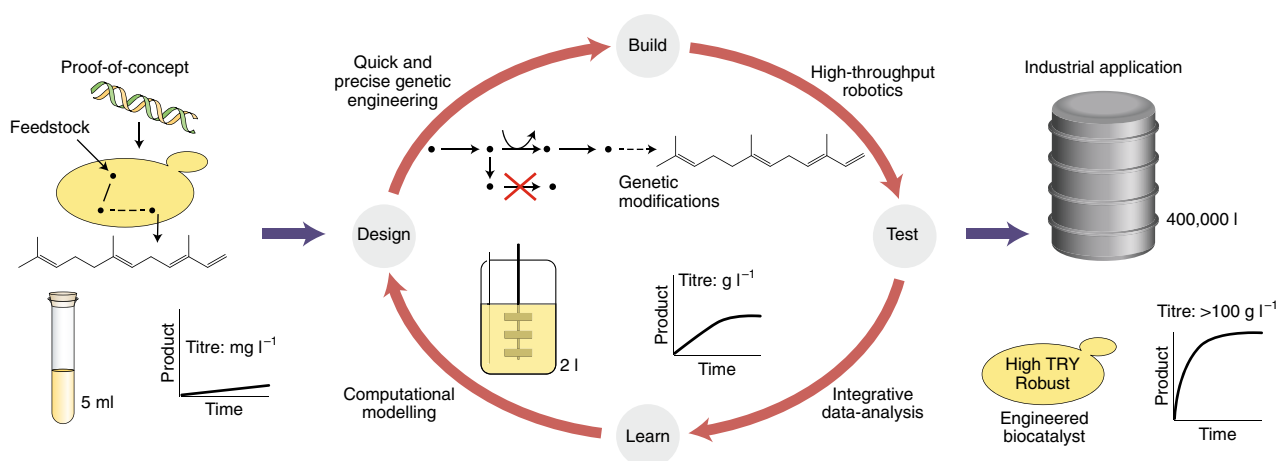 Proof-of-concept
Feedstock
5 ml
Product
Titre: mg l⁻¹
Time
Quick and
precise genetic
engineering
Build
High-throughput
robotics
Genetic
modifications
Design
Test
2 l
Titre: g l⁻¹
Product
Time
Computational
modelling
Learn
Integrative
data-analysis
Industrial application
400,000 l
High TRY
Robust
Engineered
biocatalyst
Titre: >100 g l⁻¹
Product
Time